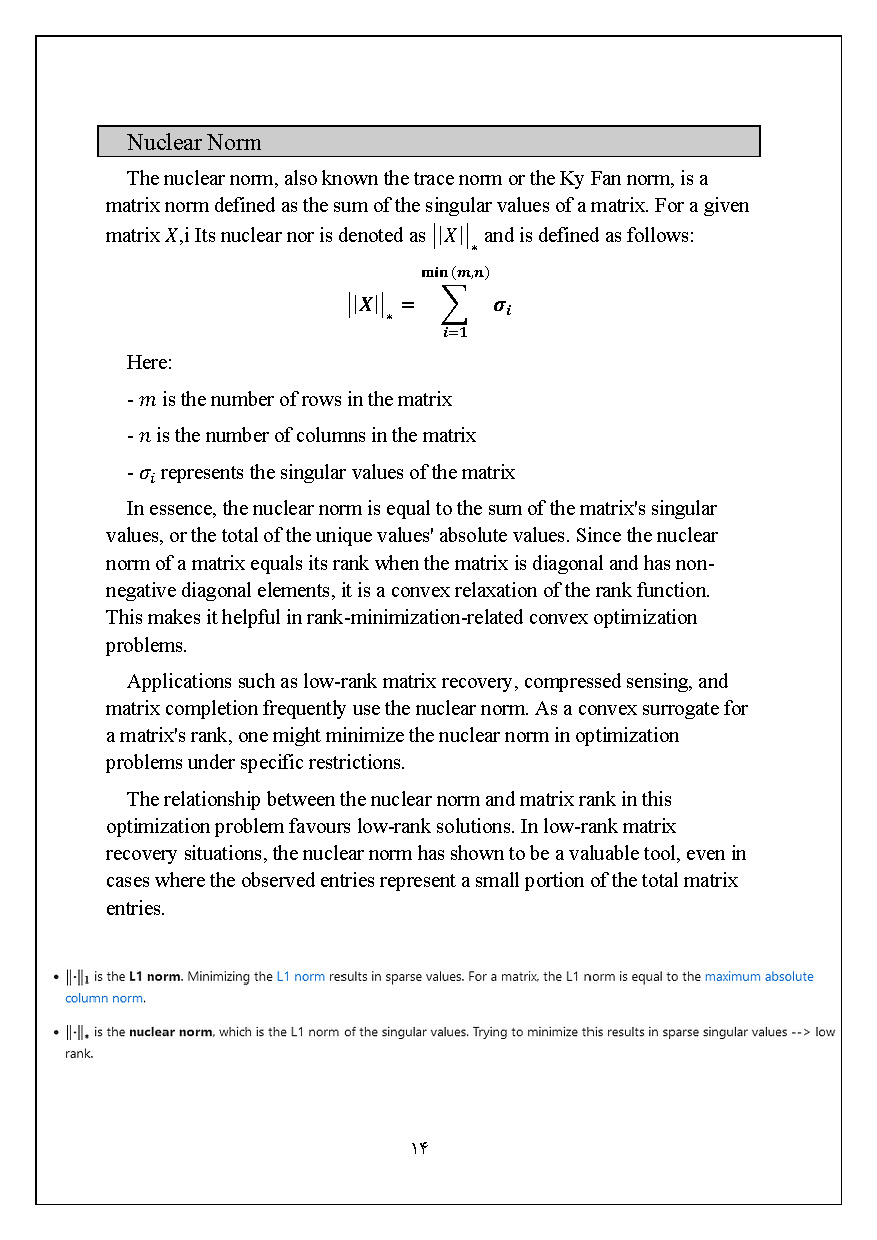 Nuclear Norm
The nuclear norm, also known the trace norm or the Ky Fan norm, is a
matrix norm defined as the sum of the singular values of a matrix. For a given
matrix 𝑋,i Its nuclear nor is denoted as ||𝑋||* and is defined as follows:
||𝑿||* = ∑_{𝒊=𝟏}^{𝐦𝐢𝐧 (𝒎,𝒏)} 𝝈ᵢ
Here:
- 𝑚 is the number of rows in the matrix
- 𝑛 is the number of columns in the matrix
- 𝜎ᵢ represents the singular values of the matrix
In essence, the nuclear norm is equal to the sum of the matrix's singular
values, or the total of the unique values' absolute values. Since the nuclear
norm of a matrix equals its rank when the matrix is diagonal and has non-
negative diagonal elements, it is a convex relaxation of the rank function.
This makes it helpful in rank-minimization-related convex optimization
problems.
Applications such as low-rank matrix recovery, compressed sensing, and
matrix completion frequently use the nuclear norm. As a convex surrogate for
a matrix's rank, one might minimize the nuclear norm in optimization
problems under specific restrictions.
The relationship between the nuclear norm and matrix rank in this
optimization problem favours low-rank solutions. In low-rank matrix
recovery situations, the nuclear norm has shown to be a valuable tool, even in
cases where the observed entries represent a small portion of the total matrix
entries.
• ‖·‖₁ is the L1 norm. Minimizing the L1 norm results in sparse values. For a matrix, the L1 norm is equal to the maximum absolute
column norm.
• ‖·‖* is the nuclear norm, which is the L1 norm of the singular values. Trying to minimize this results in sparse singular values --> low
rank.
۱۴